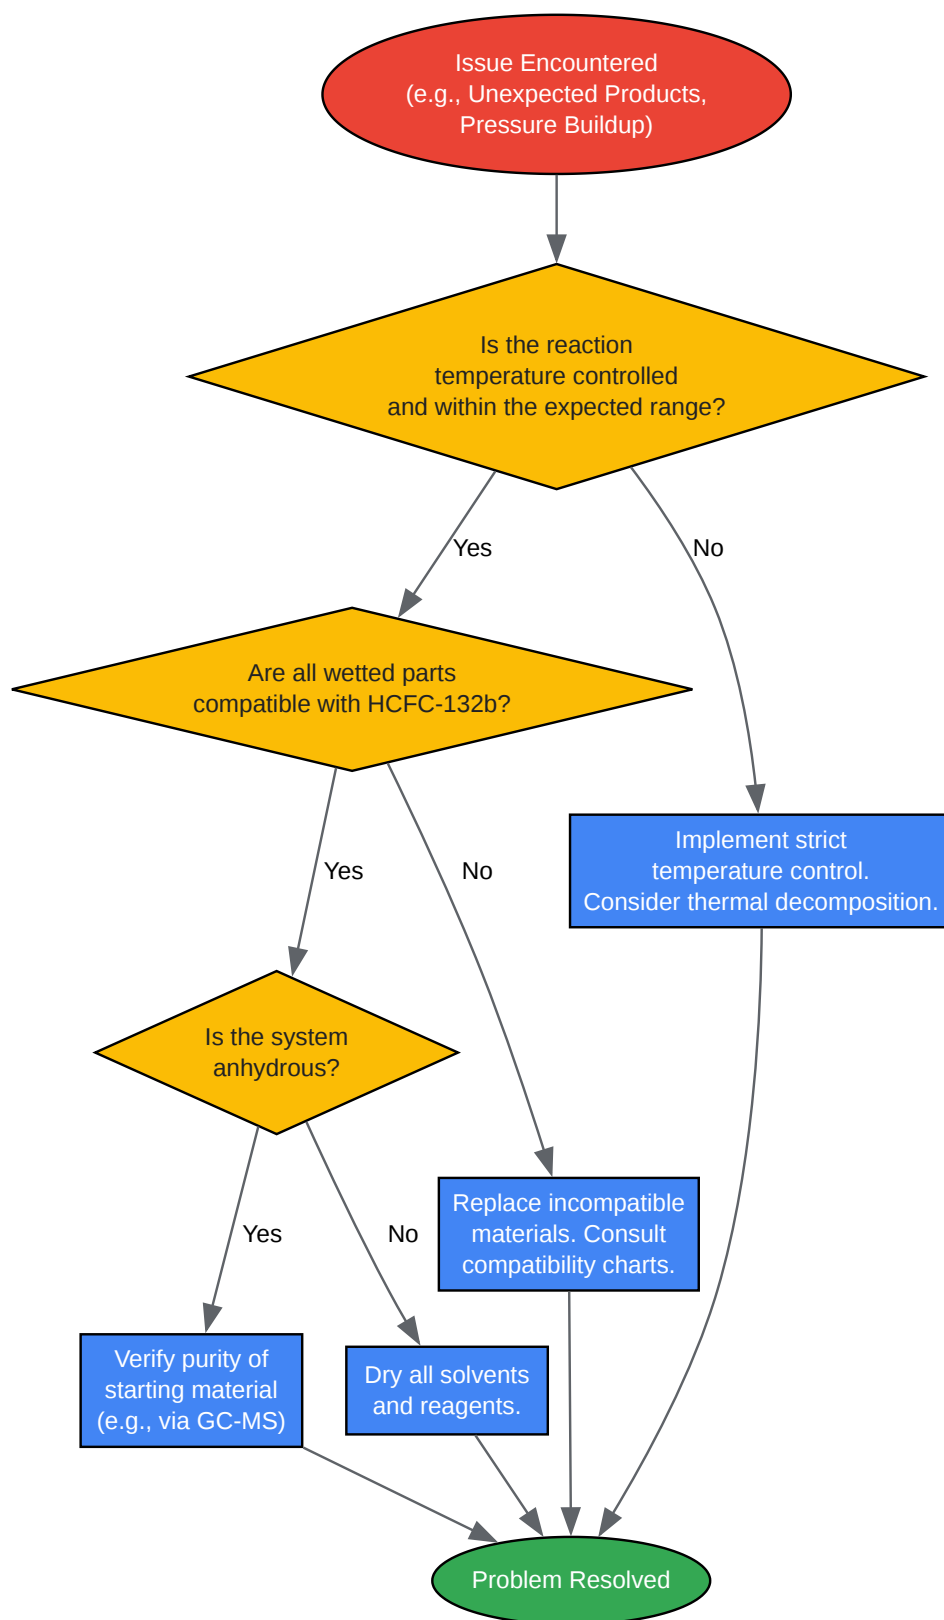 Issue Encountered
(e.g., Unexpected Products,
Pressure Buildup)
Is the reaction
temperature controlled
and within the expected range?
Yes
No
Are all wetted parts
compatible with HCFC-132b?
Implement strict
temperature control.
Consider thermal decomposition.
Yes
No
Is the system
anhydrous?
Replace incompatible
materials. Consult
compatibility charts.
Yes
No
Verify purity of
starting material
(e.g., via GC-MS)
Dry all solvents
and reagents.
Problem Resolved